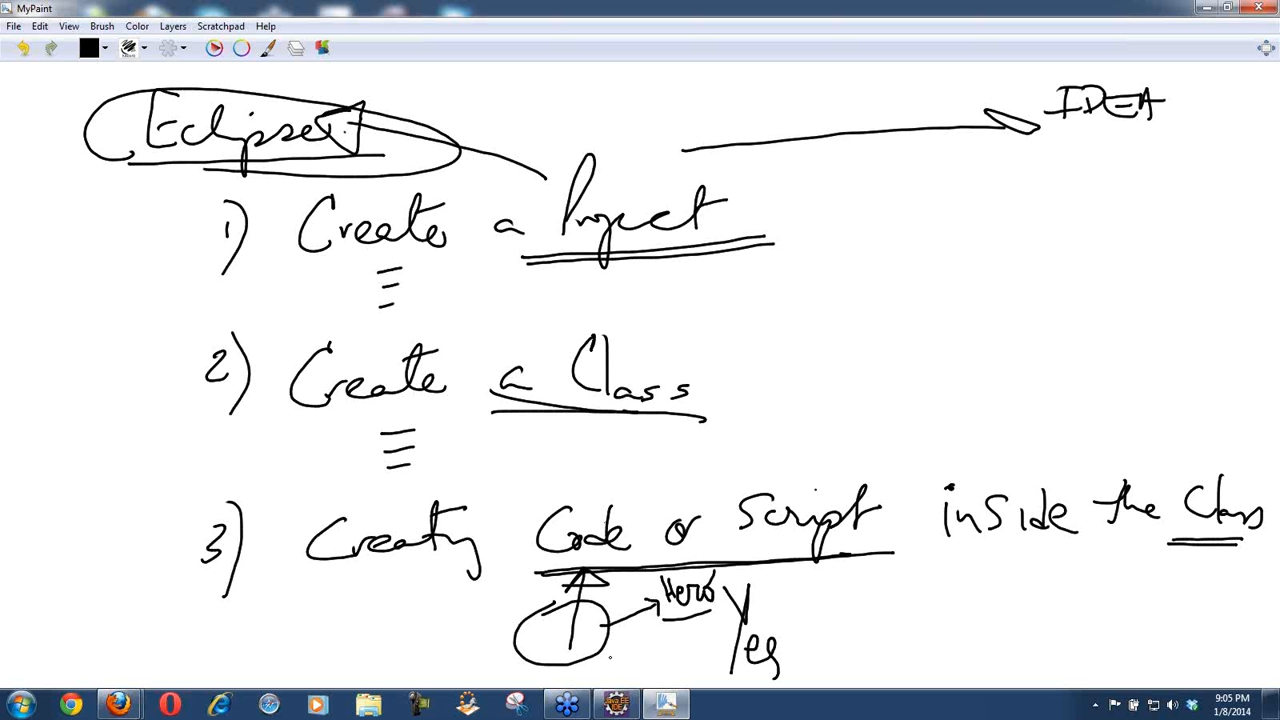 MyPaint
File Edit View Brush Color Layers Scratchpad Help
Eclipse
IDEA
1) Create a Project
2) Create a Class
3) Creating Code or Script inside the Class
Hero Yes
9:05 PM
1/8/2014